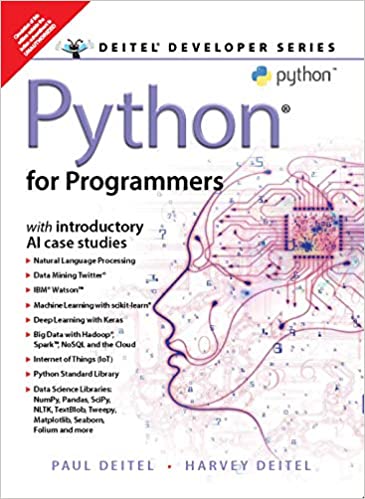 DEITEL® DEVELOPER SERIES
python™
Python®
for Programmers
with introductory
AI case studies
Natural Language Processing
Data Mining Twitter®
IBM® Watson™
Machine Learning with scikit-learn®
Deep Learning with Keras
Big Data with Hadoop®,
Spark™, NoSQL and the Cloud
Internet of Things (IoT)
Python Standard Library
Data Science Libraries:
NumPy, Pandas, SciPy,
NLTK, TextBlob, Tweepy,
Matplotlib, Seaborn,
Folium and more
PAUL DEITEL • HARVEY DEITEL